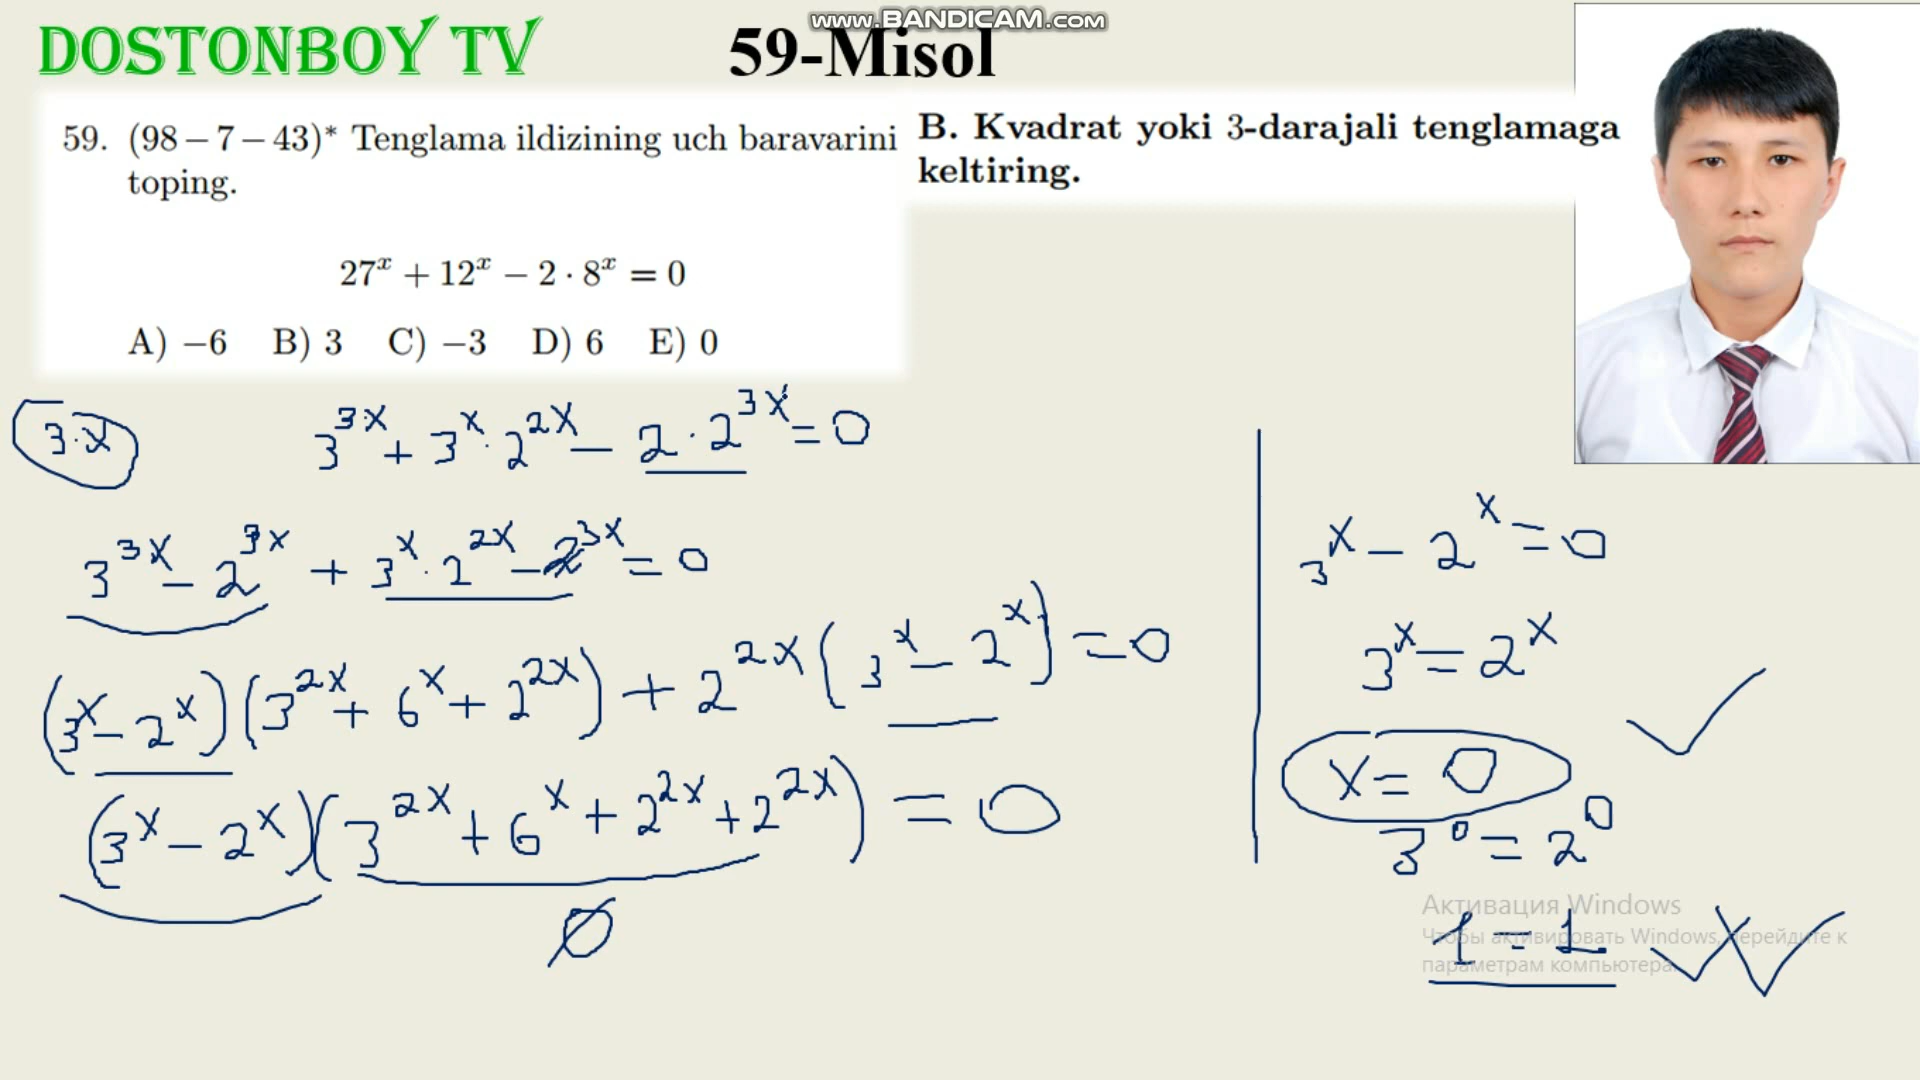 www.BANDICAM.com
DOSTONBOY TV
59-Misol
59. (98 – 7 – 43)* Tenglama ildizining uch baravarini
toping.
27^x + 12^x − 2 · 8^x = 0
A) −6 B) 3 C) −3 D) 6 E) 0
B. Kvadrat yoki 3-darajali tenglamaga
keltiring.
3·x
3^{3·x} + 3^x · 2^{2x} − 2 · 2^{3x} = 0
3^{3x} − 2^{3x} + 3^x · 2^{2x} − 2^{3x} = 0
(3^x − 2^x)(3^{2x} + 6^x + 2^{2x}) + 2^{2x}(3^x − 2^x) = 0
(3^x − 2^x)(3^{2x} + 6^x + 2^{2x} + 2^{2x}) = 0
∅
3^x − 2^x = 0
3^x = 2^x
x = 0
3^0 = 2^0
1 = 1
Активация Windows
Чтобы активировать Windows, перейдите к
параметрам компьютера.